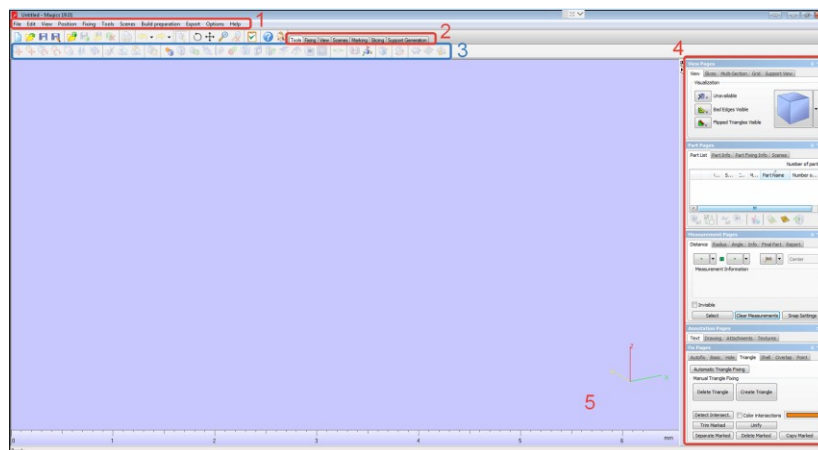 Untitled - Magics 19.01
1
File Edit View Position Fixing Tools Scenes Build preparation Export Options Help
2
Tools Fixing View Scenes Marking Slicing Support Generation
3
4
View Pages
View Slices Multi-Section Grid Support View
Visualization
Unavailable
Bad Edges Visible
Flipped Triangles Visible
Part Pages
Part List Part Info Part Fixing Info Scenes
Number of part
Part Name Number o...
Measurement Pages
Distance Radius Angle Info Final Part Report
Center
Measurement Information
Invisible
Select Clear Measurements Snap Settings
Annotation Pages
Text Drawing Attachments Textures
Fix Pages
Autofix Basic Hole Triangle Shell Overlap Point
Automatic Triangle Fixing
Manual Triangle Fixing
Delete Triangle Create Triangle
Detect Intersect. Color intersections
Trim Marked Unify
Separate Marked Delete Marked Copy Marked
z
5
0 1 2 3 4 5 6 mm